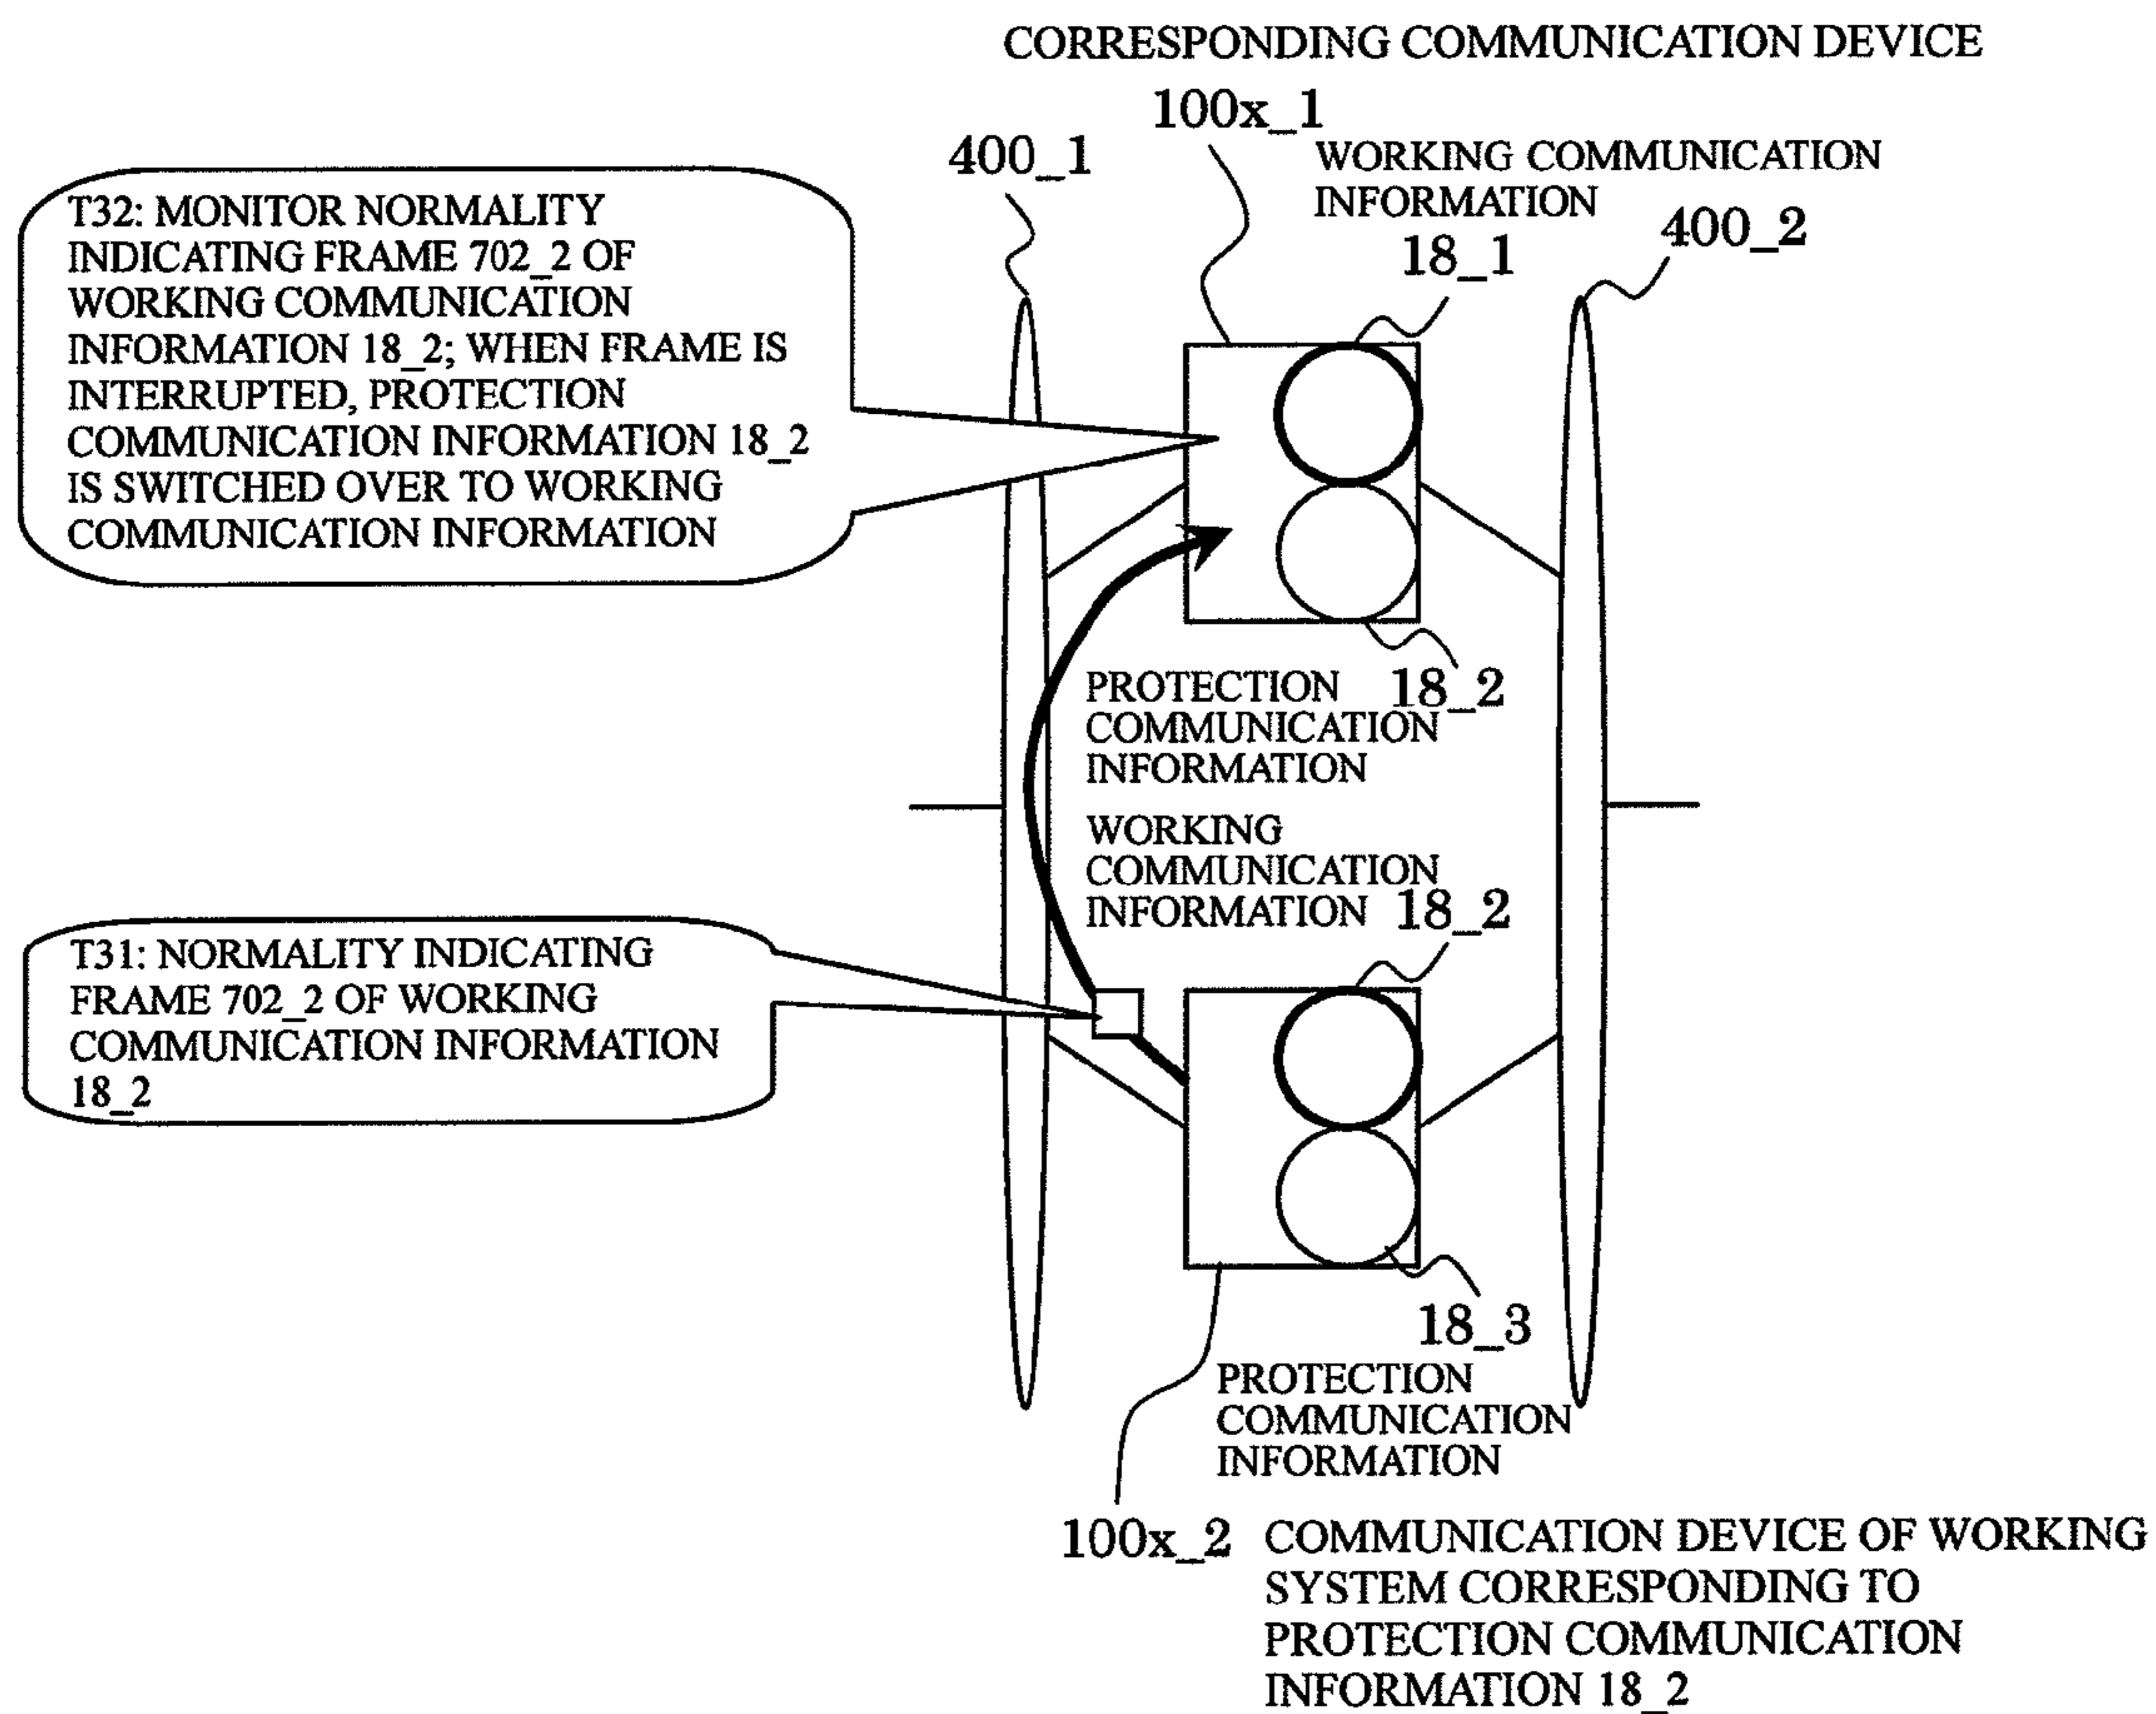 CORRESPONDING COMMUNICATION DEVICE
100x_1
400_1
WORKING COMMUNICATION
INFORMATION
18_1
400_2
T32: MONITOR NORMALITY
INDICATING FRAME 702_2 OF
WORKING COMMUNICATION
INFORMATION 18_2; WHEN FRAME IS
INTERRUPTED, PROTECTION
COMMUNICATION INFORMATION 18_2
IS SWITCHED OVER TO WORKING
COMMUNICATION INFORMATION
PROTECTION 18_2
COMMUNICATION
INFORMATION
WORKING
COMMUNICATION
INFORMATION 18_2
T31: NORMALITY INDICATING
FRAME 702_2 OF WORKING
COMMUNICATION INFORMATION
18_2
18_3
PROTECTION
COMMUNICATION
INFORMATION
100x_2 COMMUNICATION DEVICE OF WORKING
SYSTEM CORRESPONDING TO
PROTECTION COMMUNICATION
INFORMATION 18_2